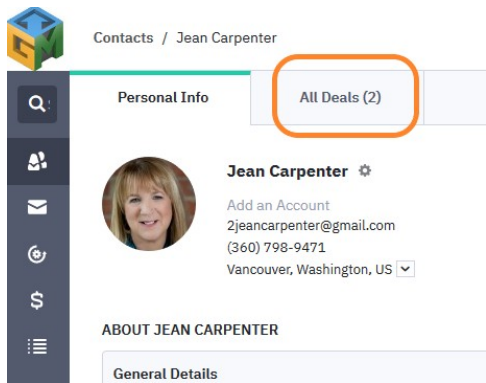 GM
Contacts / Jean Carpenter
Personal Info
All Deals (2)
Jean Carpenter
Add an Account
2jeancarpenter@gmail.com
(360) 798-9471
Vancouver, Washington, US
$
ABOUT JEAN CARPENTER
General Details